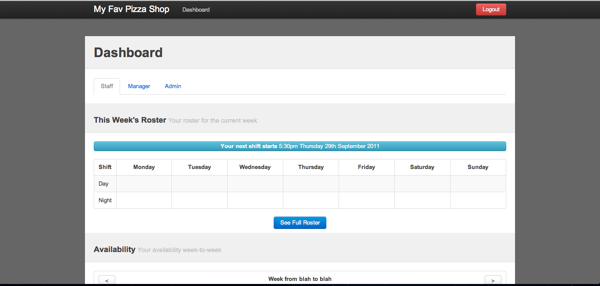 My Fav Pizza Shop Dashboard Logout
Dashboard
Staff Manager Admin
This Week's Roster Your roster for the current week
Your next shift starts 5:30pm Thursday 29th September 2011
Shift Monday Tuesday Wednesday Thursday Friday Saturday Sunday
Day
Night
See Full Roster
Availability Your availability week to week
< Week from blah to blah >